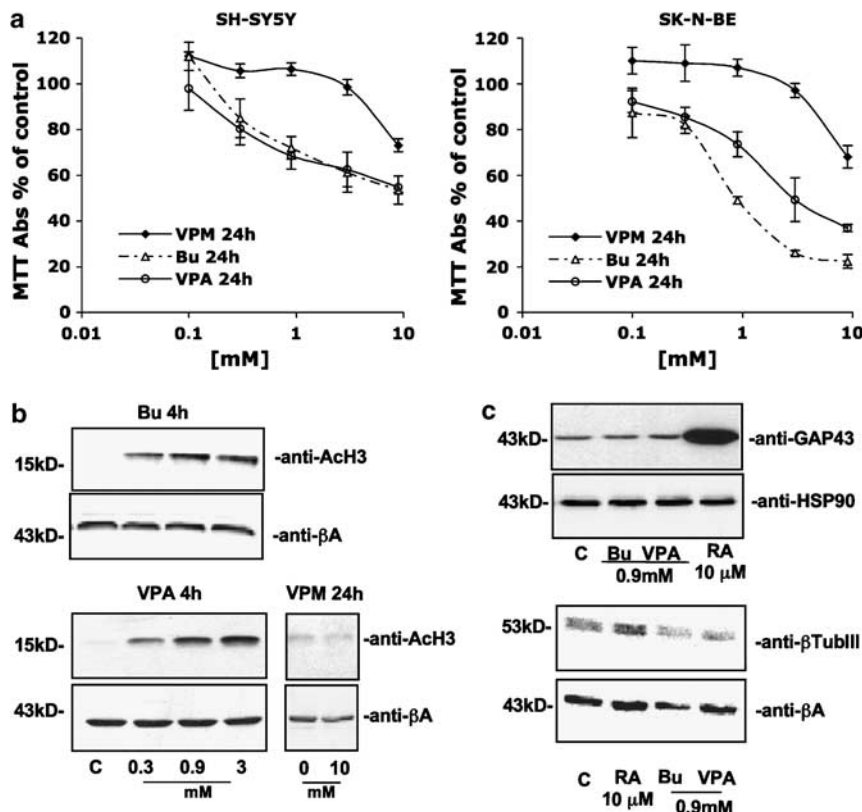 a
SH-SY5Y
MTT Abs % of control
120
100
80
60
40
20
0
VPM 24h
Bu 24h
VPA 24h
0.01
0.1
1
10
[mM]
SK-N-BE
MTT Abs % of control
120
100
80
60
40
20
0
VPM 24h
Bu 24h
VPA 24h
0.01
0.1
1
10
[mM]
b
Bu 4h
15kD-
-anti-AcH3
43kD-
-anti-βA
VPA 4h
VPM 24h
15kD-
-anti-AcH3
43kD-
-anti-βA
C 0.3 0.9 3
mM
0 10
mM
c
43kD-
-anti-GAP43
43kD-
-anti-HSP90
C Bu VPA RA
0.9mM 10 μM
53kD-
-anti-βTubIII
43kD-
-anti-βA
C RA Bu VPA
10 μM 0.9mM